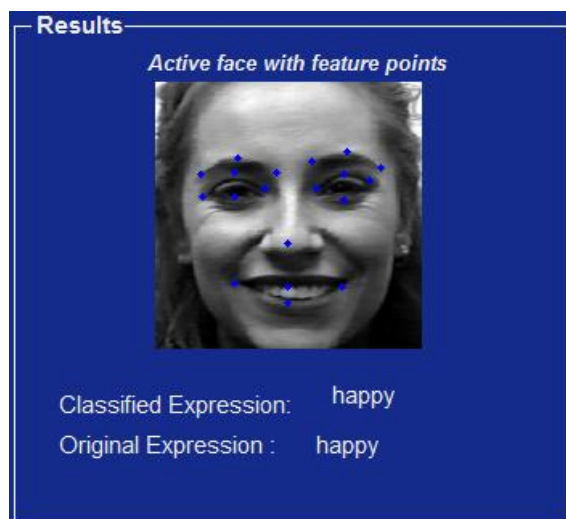 Results
Active face with feature points
Classified Expression: happy
Original Expression : happy